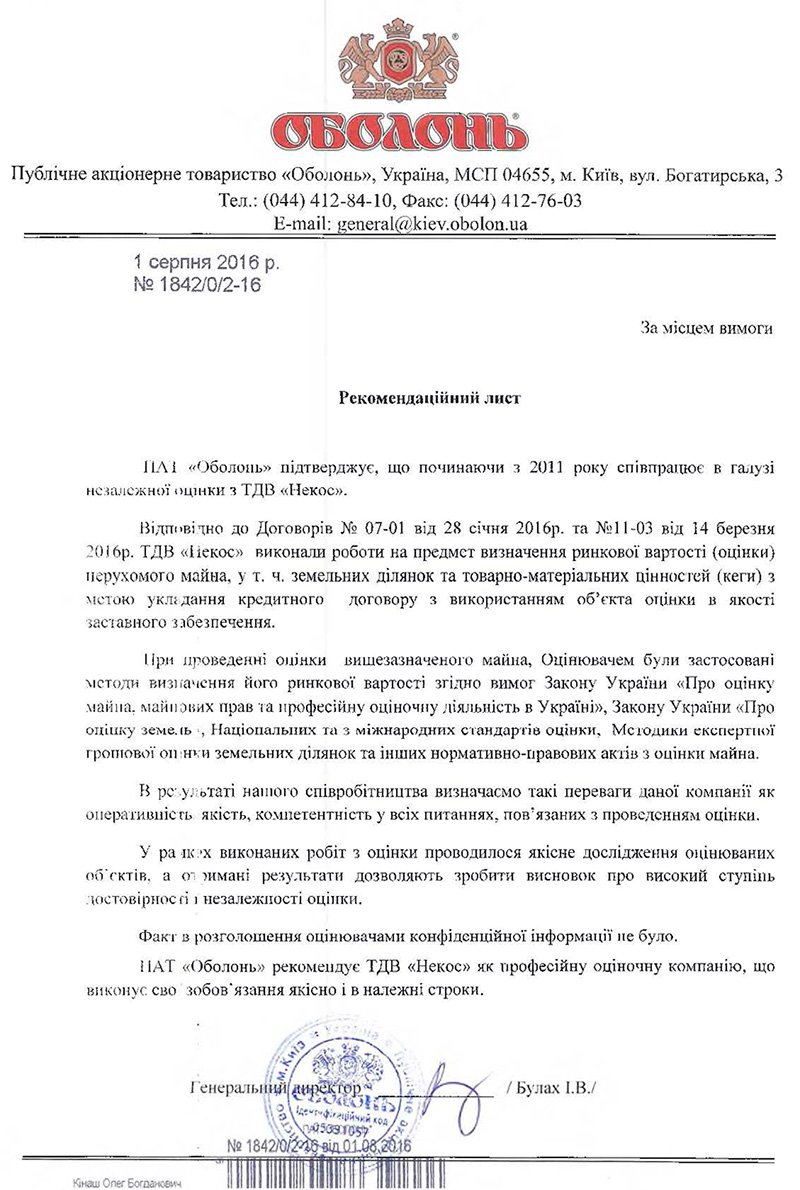 ОБОЛОНЬ
Публічне акціонерне товариство «Оболонь», Україна, МСП 04655, м. Київ, вул. Богатирська, 3
Тел.: (044) 412-84-10, Факс: (044) 412-76-03
E-mail: general@kiev.obolon.ua
1 серпня 2016 р.
№ 1842/0/2-16
За місцем вимоги
Рекомендаційний лист
ПАТ «Оболонь» підтверджує, що починаючи з 2011 року співпрацює в галузі
незалежної оцінки з ТДВ «Некос».
Відповідно до Договорів № 07-01 від 28 січня 2016р. та №11-03 від 14 березня
2016р. ТДВ «Некос» виконали роботи на предмет визначення ринкової вартості (оцінки)
нерухомого майна, у т. ч. земельних ділянок та товарно-матеріальних цінностей (кеги) з
метою укладання кредитного договору з використанням об’єкта оцінки в якості
заставного забезпечення.
При проведенні оцінки вищезазначеного майна, Оцінювачем були застосовані
методи визначення його ринкової вартості згідно вимог Закону України «Про оцінку
майна, майнових прав та професійну оціночну діяльність в Україні», Закону України «Про
оцінку земель», Національних та з міжнародних стандартів оцінки, Методики експертної
грошової оцінки земельних ділянок та інших нормативно-правових актів з оцінки майна.
В результаті нашого співробітництва визначаємо такі переваги даної компанії як
оперативність якість, компетентність у всіх питаннях, пов’язаних з проведенням оцінки.
У рамках виконаних робіт з оцінки проводилося якісне дослідження оцінюваних
об’єктів, а отримані результати дозволяють зробити висновок про високий ступінь
достовірності і незалежності оцінки.
Фактів розголошення оцінювачами конфіденційної інформації не було.
ПАТ «Оболонь» рекомендує ТДВ «Некос» як професійну оціночну компанію, що
виконує свої зобов’язання якісно і в належні строки.
Генеральний директор / Булах І.В./
м.Київ Україна
ОБОЛОНЬ
Ідентифікаційний код
05391057
№ 1842/0/2-16 від 01.08.2016
Кінаш Олег Богданович